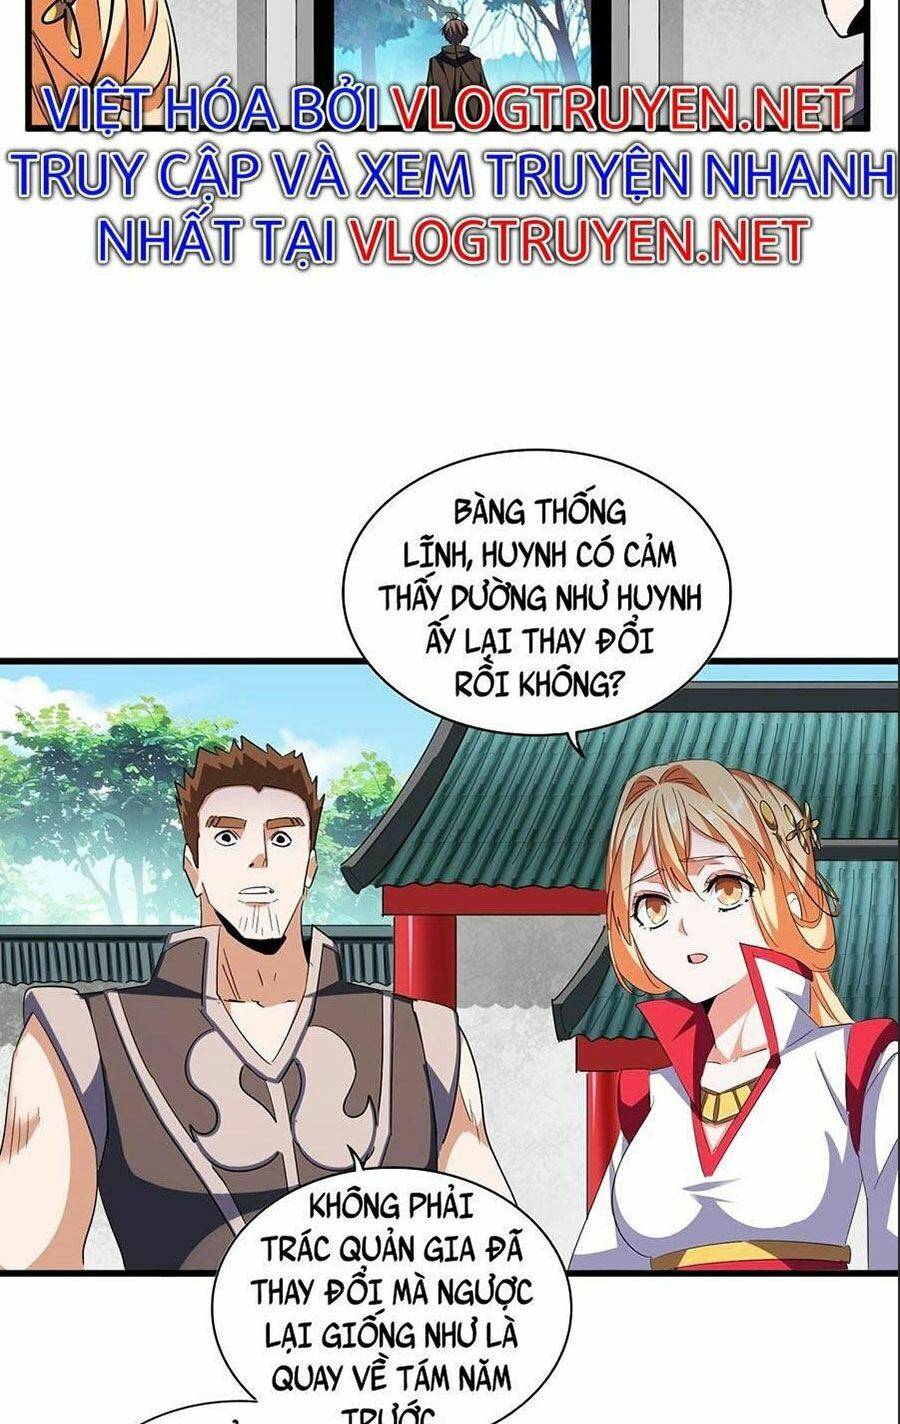 VIỆT HÓA BỞI VLOGTRUYEN.NET
TRUY CẬP VÀ XEM TRUYỆN NHANH
NHẤT TẠI VLOGTRUYEN.NET
BÀNG THỐNG
LĨNH, HUYNH CÓ CẢM
THẤY DƯỜNG NHƯ HUYNH
ẤY LẠI THAY ĐỔI
RỒI KHÔNG?
KHÔNG PHẢI
TRÁC QUẢN GIA ĐÃ
THAY ĐỔI MÀ NGƯỢC
LẠI GIỐNG NHƯ LÀ
QUAY VỀ TÁM NĂM
TRƯỚC